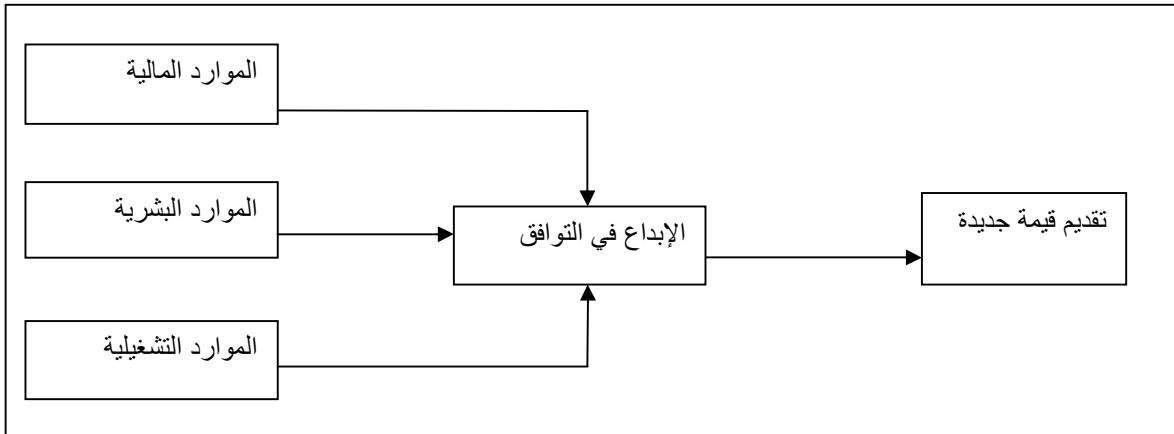 الموارد المالية
الموارد البشرية
الإبداع في التوافق
تقديم قيمة جديدة
الموارد التشغيلية